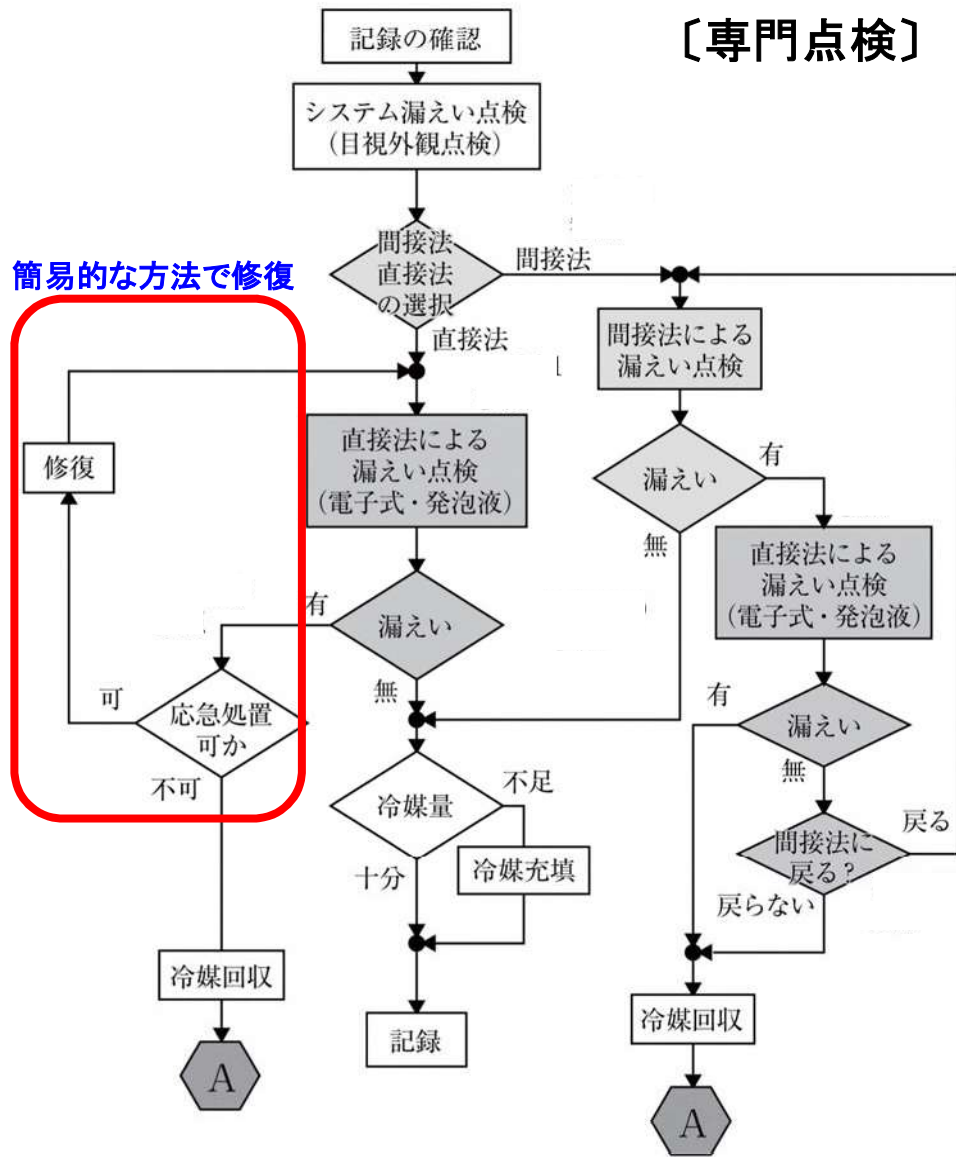 〔専門点検〕
記録の確認
システム漏えい点検
(目視外観点検)
間接法
直接法
の選択
間接法
直接法
簡易的な方法で修復
間接法による
漏えい点検
修復
直接法による
漏えい点検
(電子式・発泡液)
漏えい
有
無
直接法による
漏えい点検
(電子式・発泡液)
漏えい
有
無
応急処置
可か
可
不可
漏えい
有
無
冷媒量
不足
十分
冷媒充填
間接法に
戻る?
戻る
戻らない
冷媒回収
A
記録
冷媒回収
A